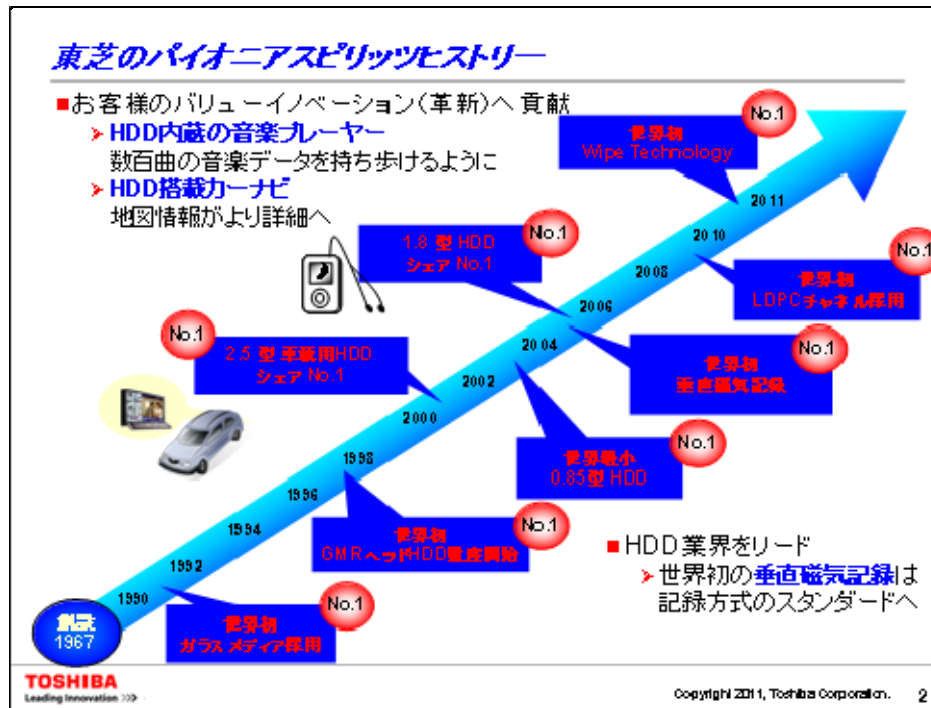 東芝のパイオニアスピリッツヒストリー
■お客様のバリューイノベーション(革新)へ 貢献
➢ HDD内蔵の音楽プレーヤー
数百曲の音楽データを持ち歩けるように
➢ HDD搭載カーナビ
地図情報がより詳細へ
No.1
世界初
Wipe Technology
2011
No.1
1.8 型 HDD
シェア No.1
2010
No.1
世界初
LDPCチャネル採用
2008
2006
No.1
2.5 型 車載用HDD
シェア No.1
2004
No.1
世界初
垂直磁気記録
2002
2000
No.1
世界最小
0.85型 HDD
1998
1996
No.1
世界初
GMRヘッドHDD量産開始
1994
■HDD 業界をリード
➢ 世界初の垂直磁気記録は
記録方式のスタンダードへ
1992
1990
No.1
世界初
ガラスメディア採用
1967
TOSHIBA
Leading Innovation >>>
Copyright 2011, Toshiba Corporation.
2